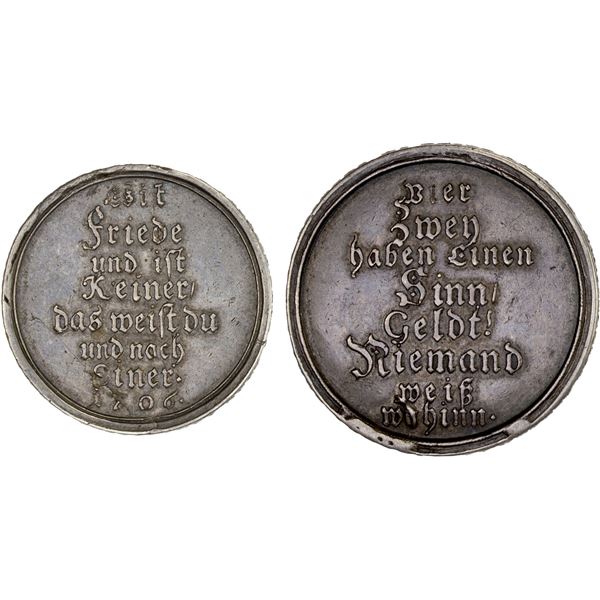 Friede
und ist
Keiner/
das weist du
und nach
Einer.
1706.
Vier
Zwey
haben Einen
Sinn/
Geldt!
Niemand
weiß
wohinn.